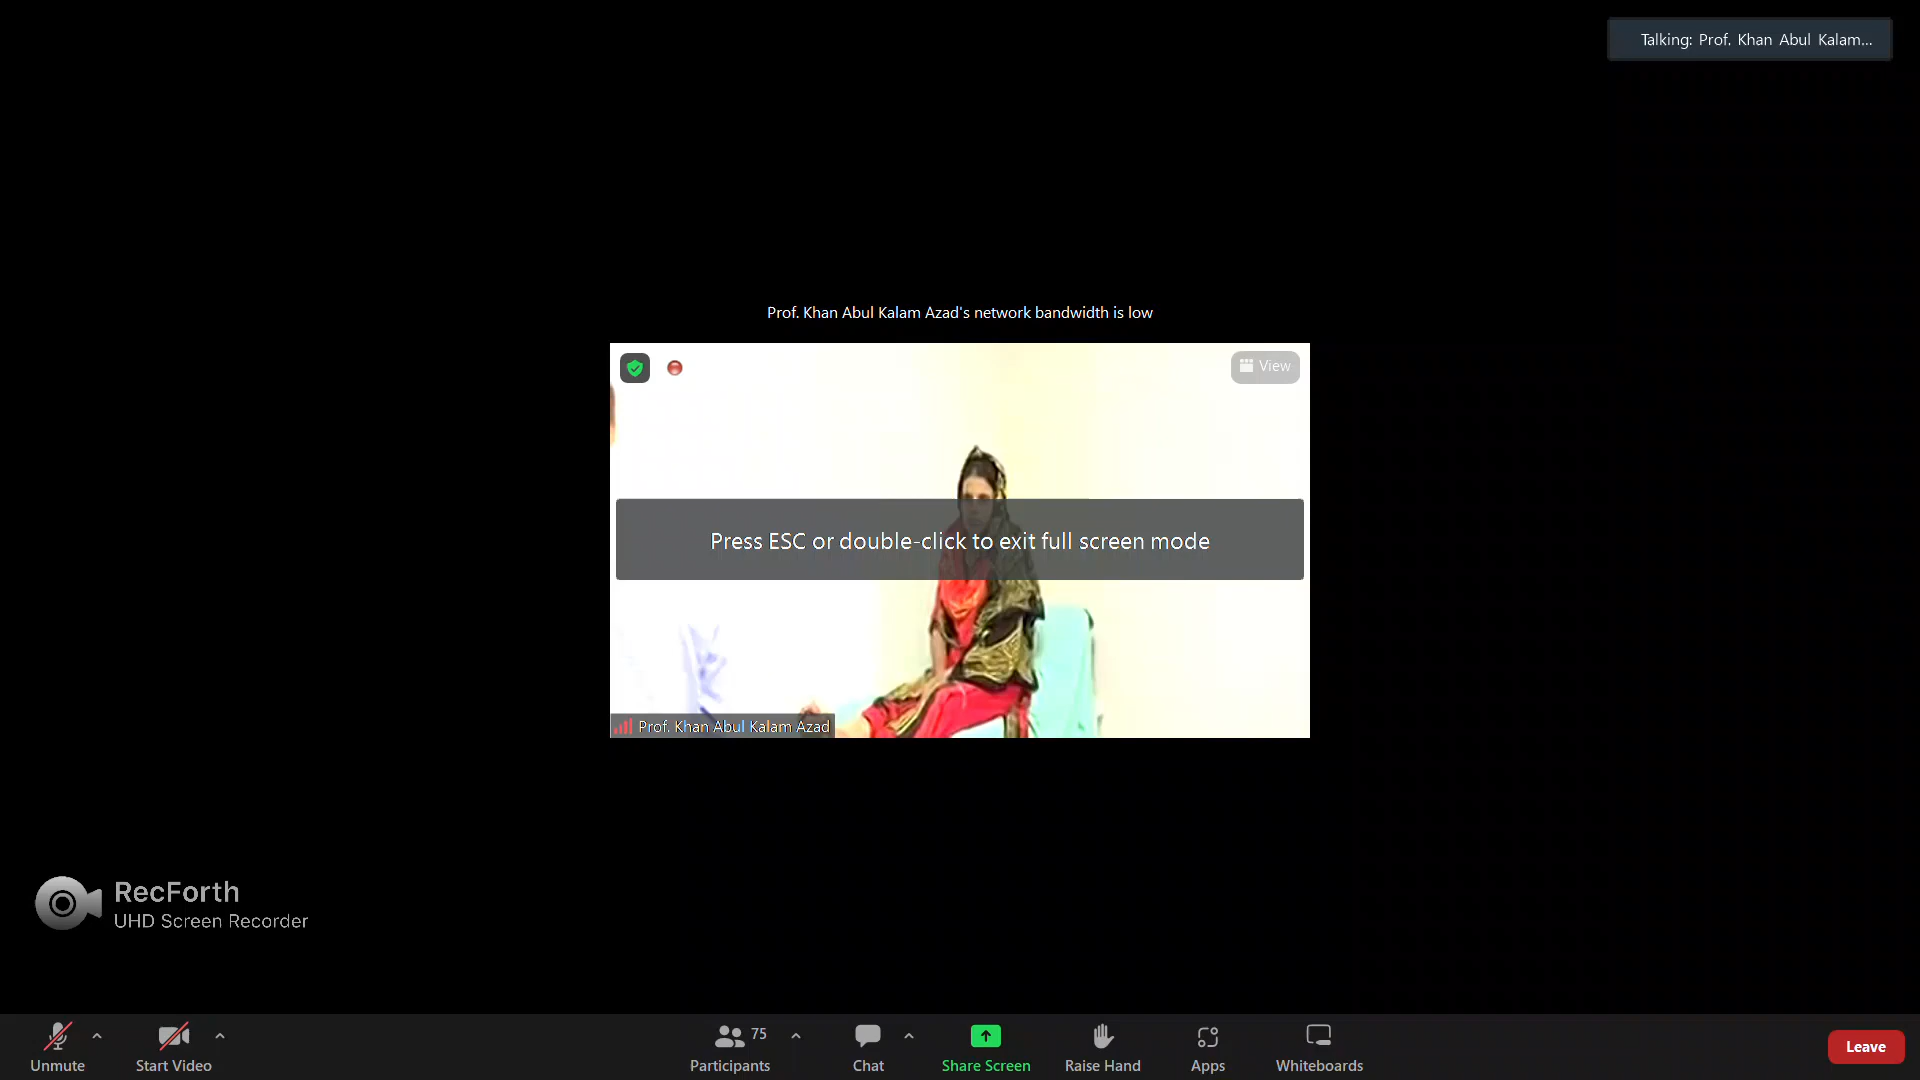 Talking: Prof. Khan Abul Kalam...
Prof. Khan Abul Kalam Azad's network bandwidth is low
View
Press ESC or double-click to exit full screen mode
Prof. Khan Abul Kalam Azad
RecForth
UHD Screen Recorder
75
Unmute
Start Video
Participants
Chat
Share Screen
Raise Hand
Apps
Whiteboards
Leave